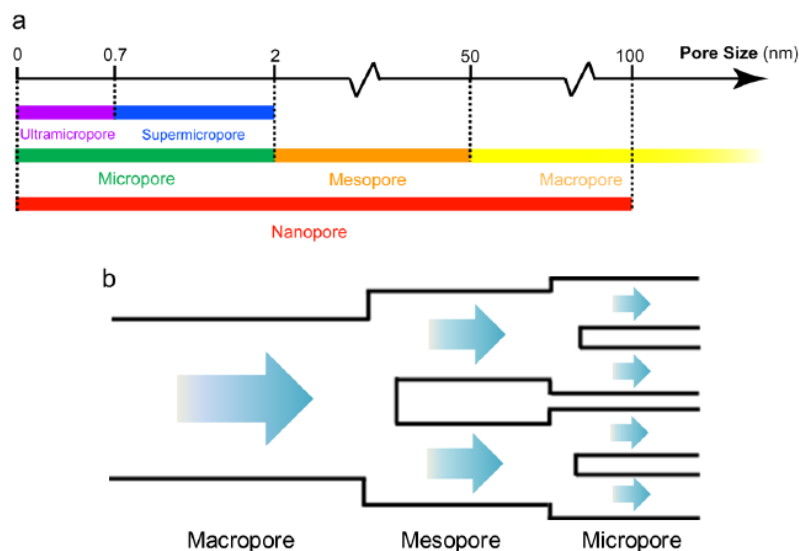 a
0 0.7 2 50 100 Pore Size (nm)
Ultramicropore Supermicropore
Micropore Mesopore Macropore
Nanopore
b
Macropore Mesopore Micropore